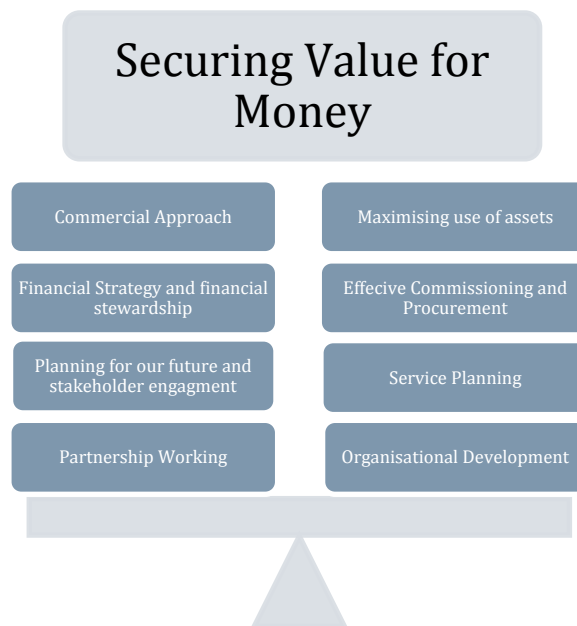 Securing Value for
Money
Commercial Approach
Maximising use of assets
Financial Strategy and financial
stewardship
Effecive Commissioning and
Procurement
Planning for our future and
stakeholder engagment
Service Planning
Partnership Working
Organisational Development